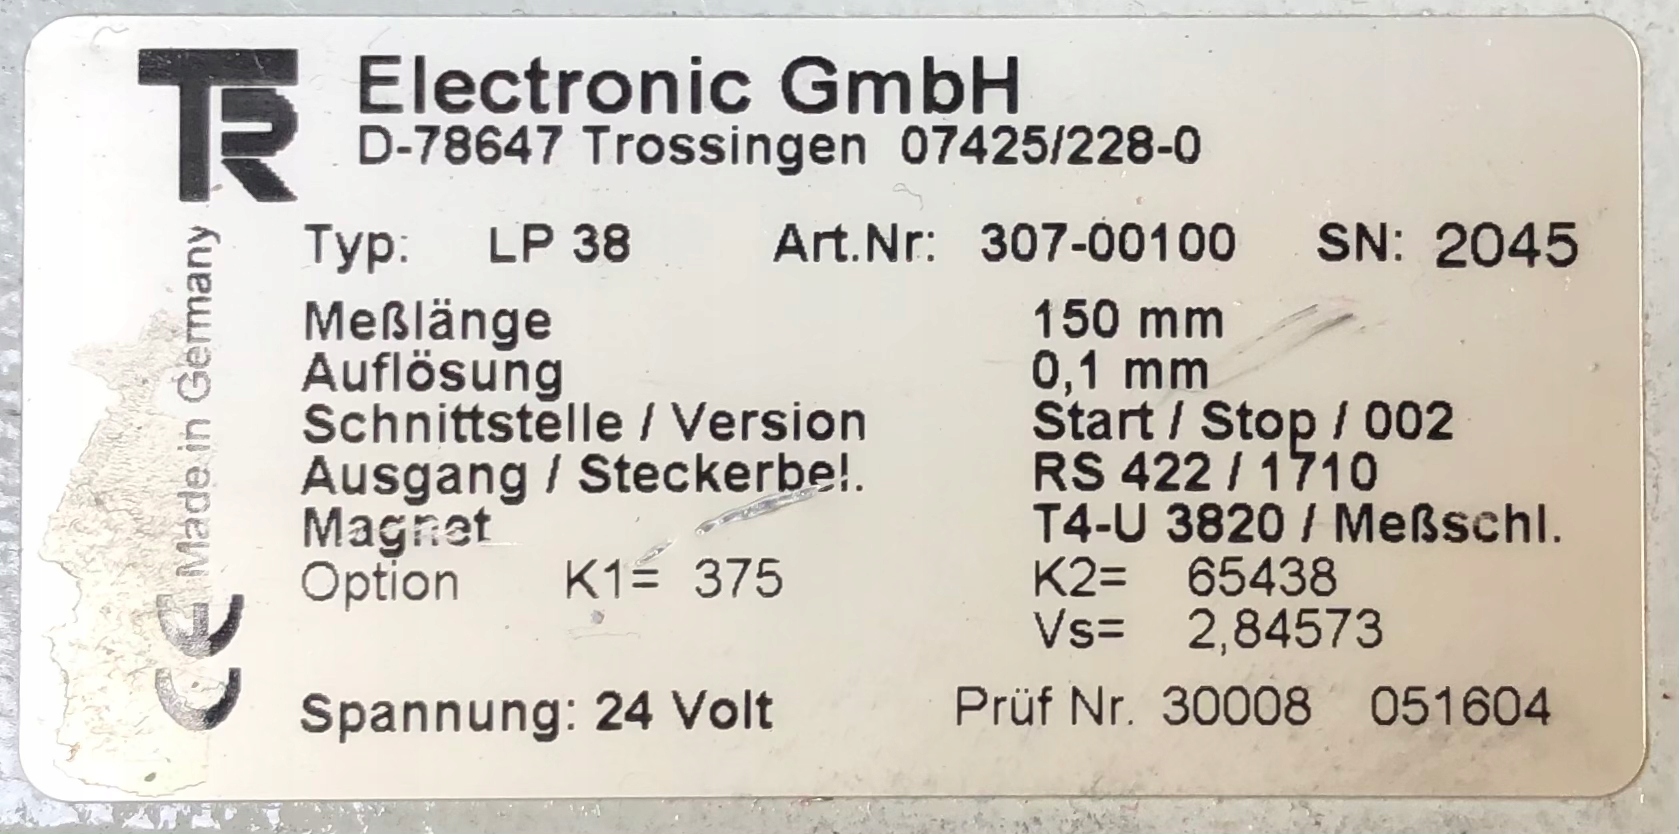 TR Electronic GmbH
D-78647 Trossingen 07425/228-0
Typ: LP 38 Art.Nr: 307-00100 SN: 2045
Meßlänge 150 mm
Auflösung 0,1 mm
Schnittstelle / Version Start / Stop / 002
Ausgang / Steckerbel. RS 422 / 1710
Magnet T4-U 3820 / Meßschl.
Option K1= 375 K2= 65438
Vs= 2,84573
Spannung: 24 Volt Prüf Nr. 30008 051604
CE Made in Germany